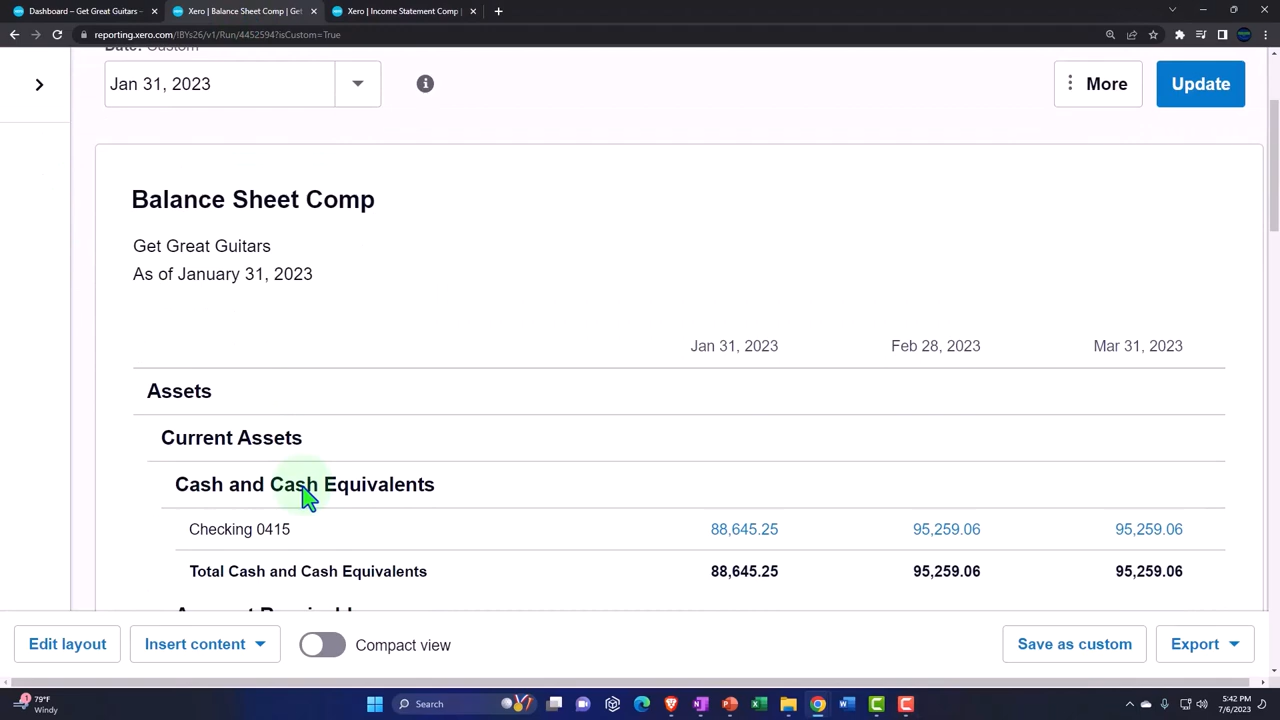 Dashboard – Get Great Guitars –
Xero | Balance Sheet Comp | Get
Xero | Income Statement Comp |
reporting.xero.com/!BYs26/v1/Run/4452594?isCustom=True
Date: Custom
Jan 31, 2023
More
Update
Balance Sheet Comp
Get Great Guitars
As of January 31, 2023
Jan 31, 2023 Feb 28, 2023 Mar 31, 2023
Assets
Current Assets
Cash and Cash Equivalents
Checking 0415 88,645.25 95,259.06 95,259.06
Total Cash and Cash Equivalents 88,645.25 95,259.06 95,259.06
Edit layout
Insert content
Compact view
Save as custom
Export
79°F
Windy
Search
5:42 PM
7/6/2023